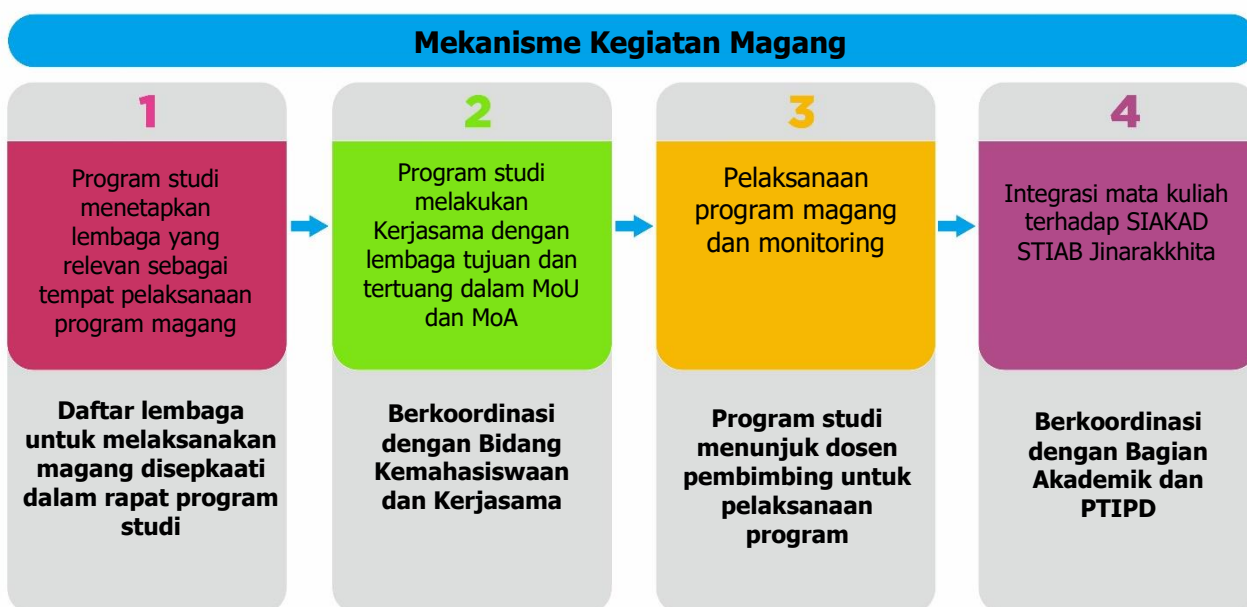 Mekanisme Kegiatan Magang
1
Program studi
menetapkan
lembaga yang
relevan sebagai
tempat pelaksanaan
program magang
Daftar lembaga
untuk melaksanakan
magang disepkaati
dalam rapat program
studi
2
Program studi
melakukan
Kerjasama dengan
lembaga tujuan dan
tertuang dalam MoU
dan MoA
Berkoordinasi
dengan Bidang
Kemahasiswaan
dan Kerjasama
3
Pelaksanaan
program magang
dan monitoring
Program studi
menunjuk dosen
pembimbing untuk
pelaksanaan
program
4
Integrasi mata kuliah
terhadap SIAKAD
STIAB Jinarakkhita
Berkoordinasi
dengan Bagian
Akademik dan
PTIPD